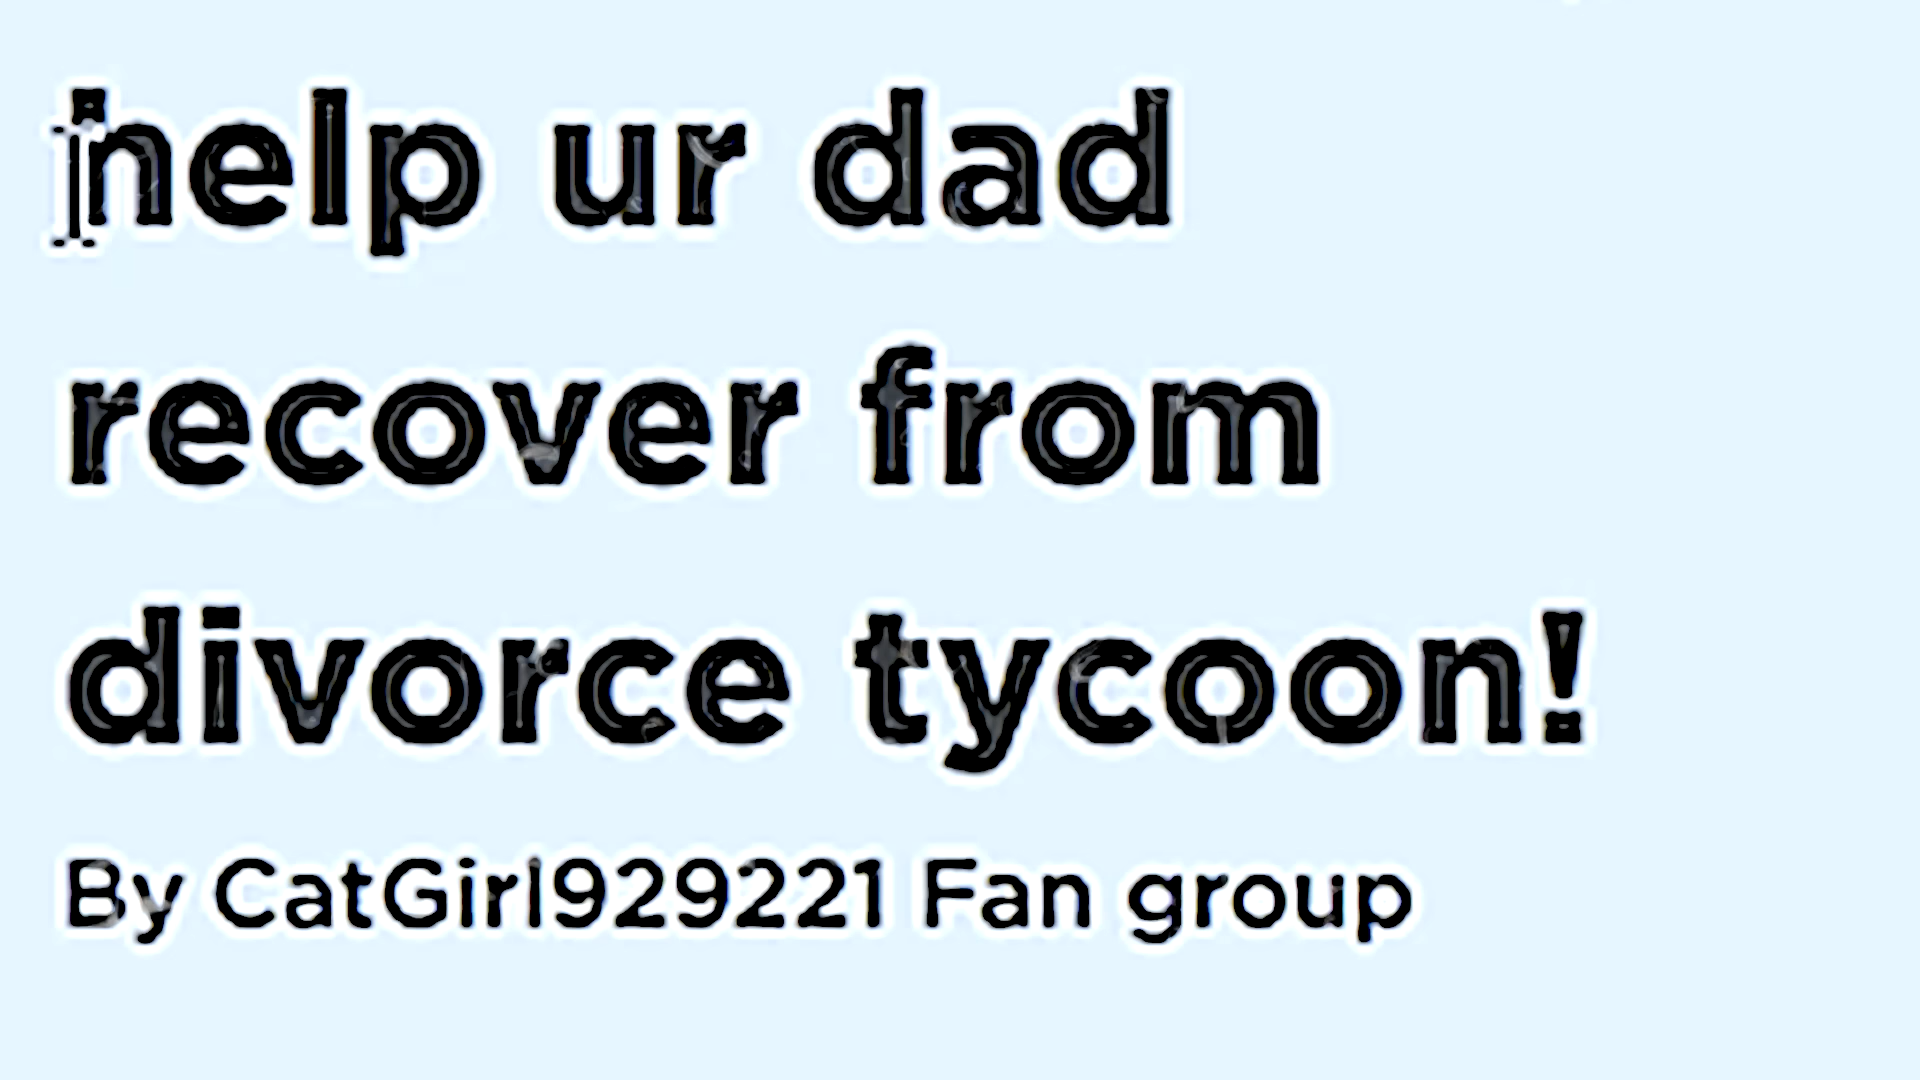 help ur dad
recover from
divorce tycoon!
By CatGirl929221 Fan group